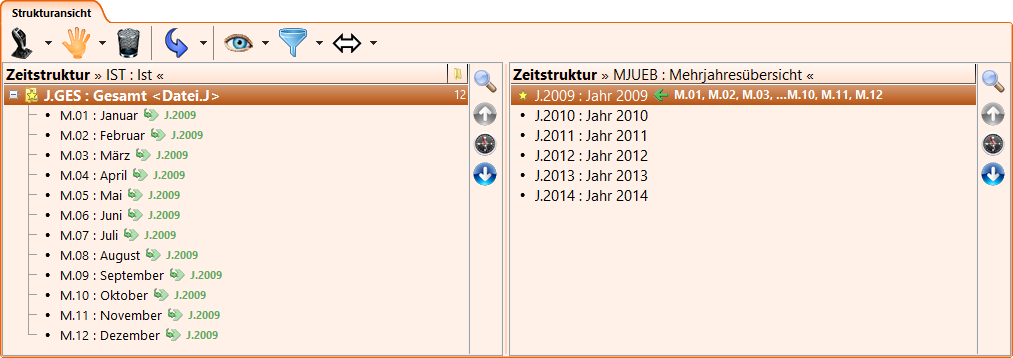 Strukturansicht
Zeitstruktur » IST : Ist «
J.GES : Gesamt <Datei.J> 12
M.01 : Januar J.2009
M.02 : Februar J.2009
M.03 : März J.2009
M.04 : April J.2009
M.05 : Mai J.2009
M.06 : Juni J.2009
M.07 : Juli J.2009
M.08 : August J.2009
M.09 : September J.2009
M.10 : Oktober J.2009
M.11 : November J.2009
M.12 : Dezember J.2009
Zeitstruktur » MJUEB : Mehrjahresübersicht «
J.2009 : Jahr 2009 M.01, M.02, M.03, ...M.10, M.11, M.12
J.2010 : Jahr 2010
J.2011 : Jahr 2011
J.2012 : Jahr 2012
J.2013 : Jahr 2013
J.2014 : Jahr 2014